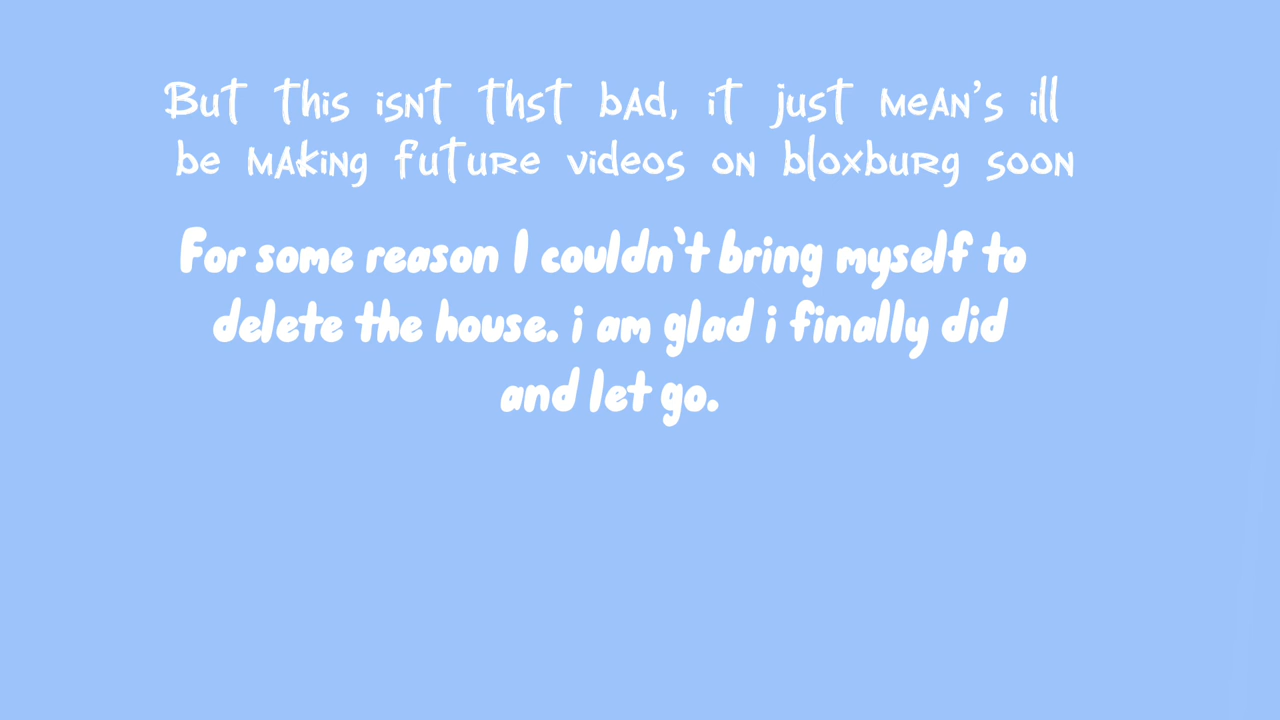 But this isnt thst bad, it just mean's ill
be making future videos on bloxburg soon
For some reason I couldn't bring myself to
delete the house. i am glad i finally did
and let go.